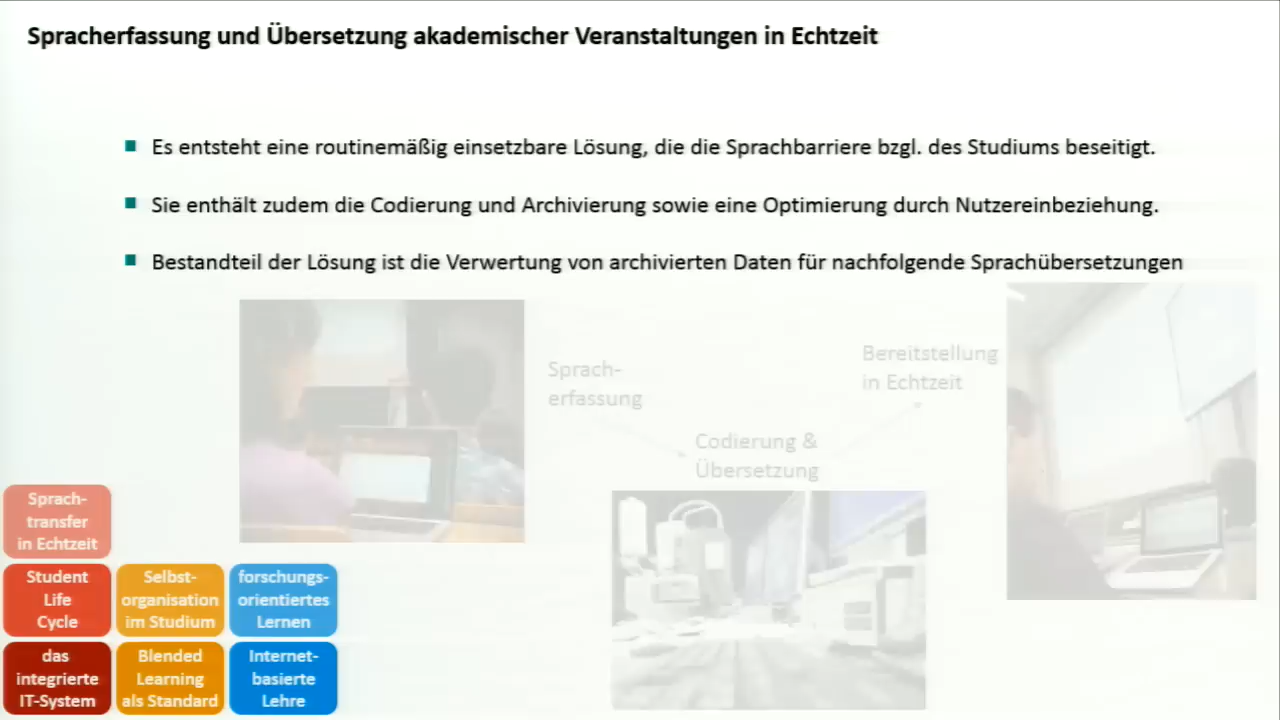 Spracherfassung und Übersetzung akademischer Veranstaltungen in Echtzeit
Es entsteht eine routinemäßig einsetzbare Lösung, die die Sprachbarriere bzgl. des Studiums beseitigt.
Sie enthält zudem die Codierung und Archivierung sowie eine Optimierung durch Nutzereinbeziehung.
Bestandteil der Lösung ist die Verwertung von archivierten Daten für nachfolgende Sprachübersetzungen
Sprach-
erfassung
Codierung &
Übersetzung
Bereitstellung
in Echtzeit
Sprach-
transfer
in Echtzeit
Student
Life
Cycle
Selbst-
organisation
im Studium
forschungs-
orientiertes
Lernen
das
integrierte
IT-System
Blended
Learning
als Standard
Internet-
basierte
Lehre